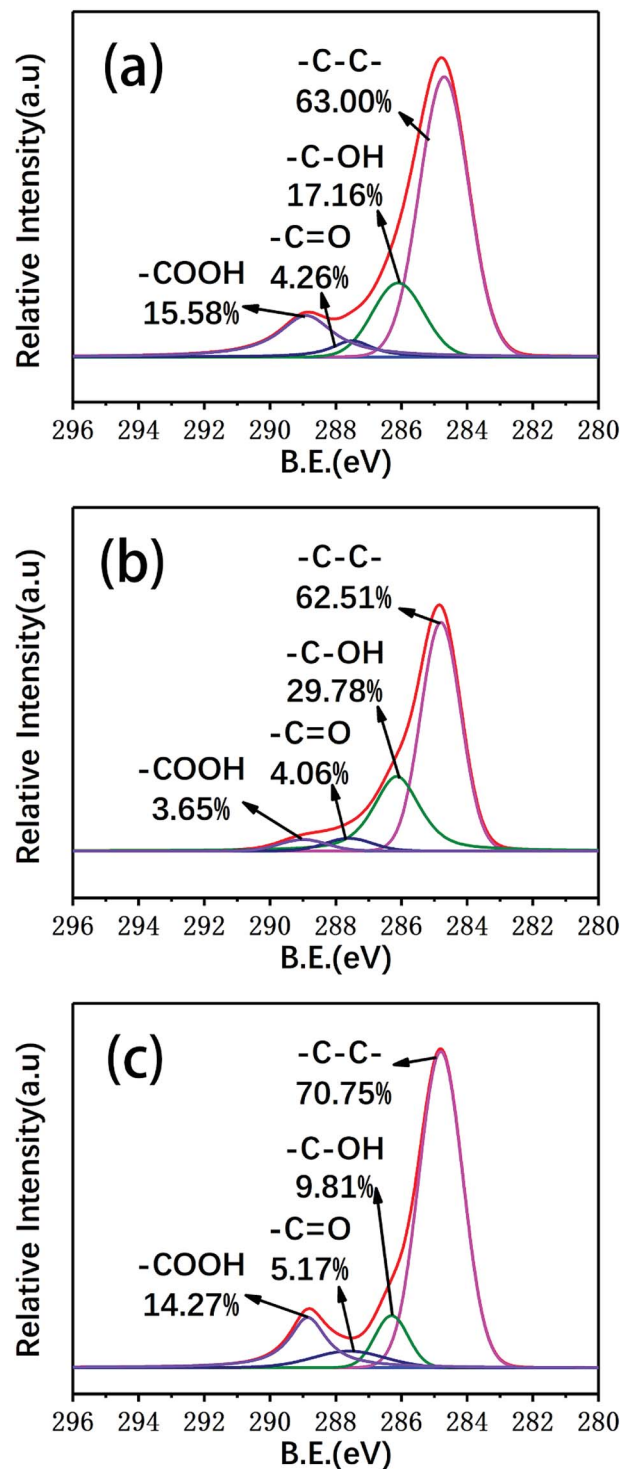 (a)
-C-C-
63.00%
-C-OH
17.16%
-C=O
4.26%
-COOH
15.58%
Relative Intensity(a.u)
296 294 292 290 288 286 284 282 280
B.E.(eV)
(b)
-C-C-
62.51%
-C-OH
29.78%
-C=O
4.06%
-COOH
3.65%
Relative Intensity(a.u)
296 294 292 290 288 286 284 282 280
B.E.(eV)
(c)
-C-C-
70.75%
-C-OH
9.81%
-C=O
5.17%
-COOH
14.27%
Relative Intensity(a.u)
296 294 292 290 288 286 284 282 280
B.E.(eV)